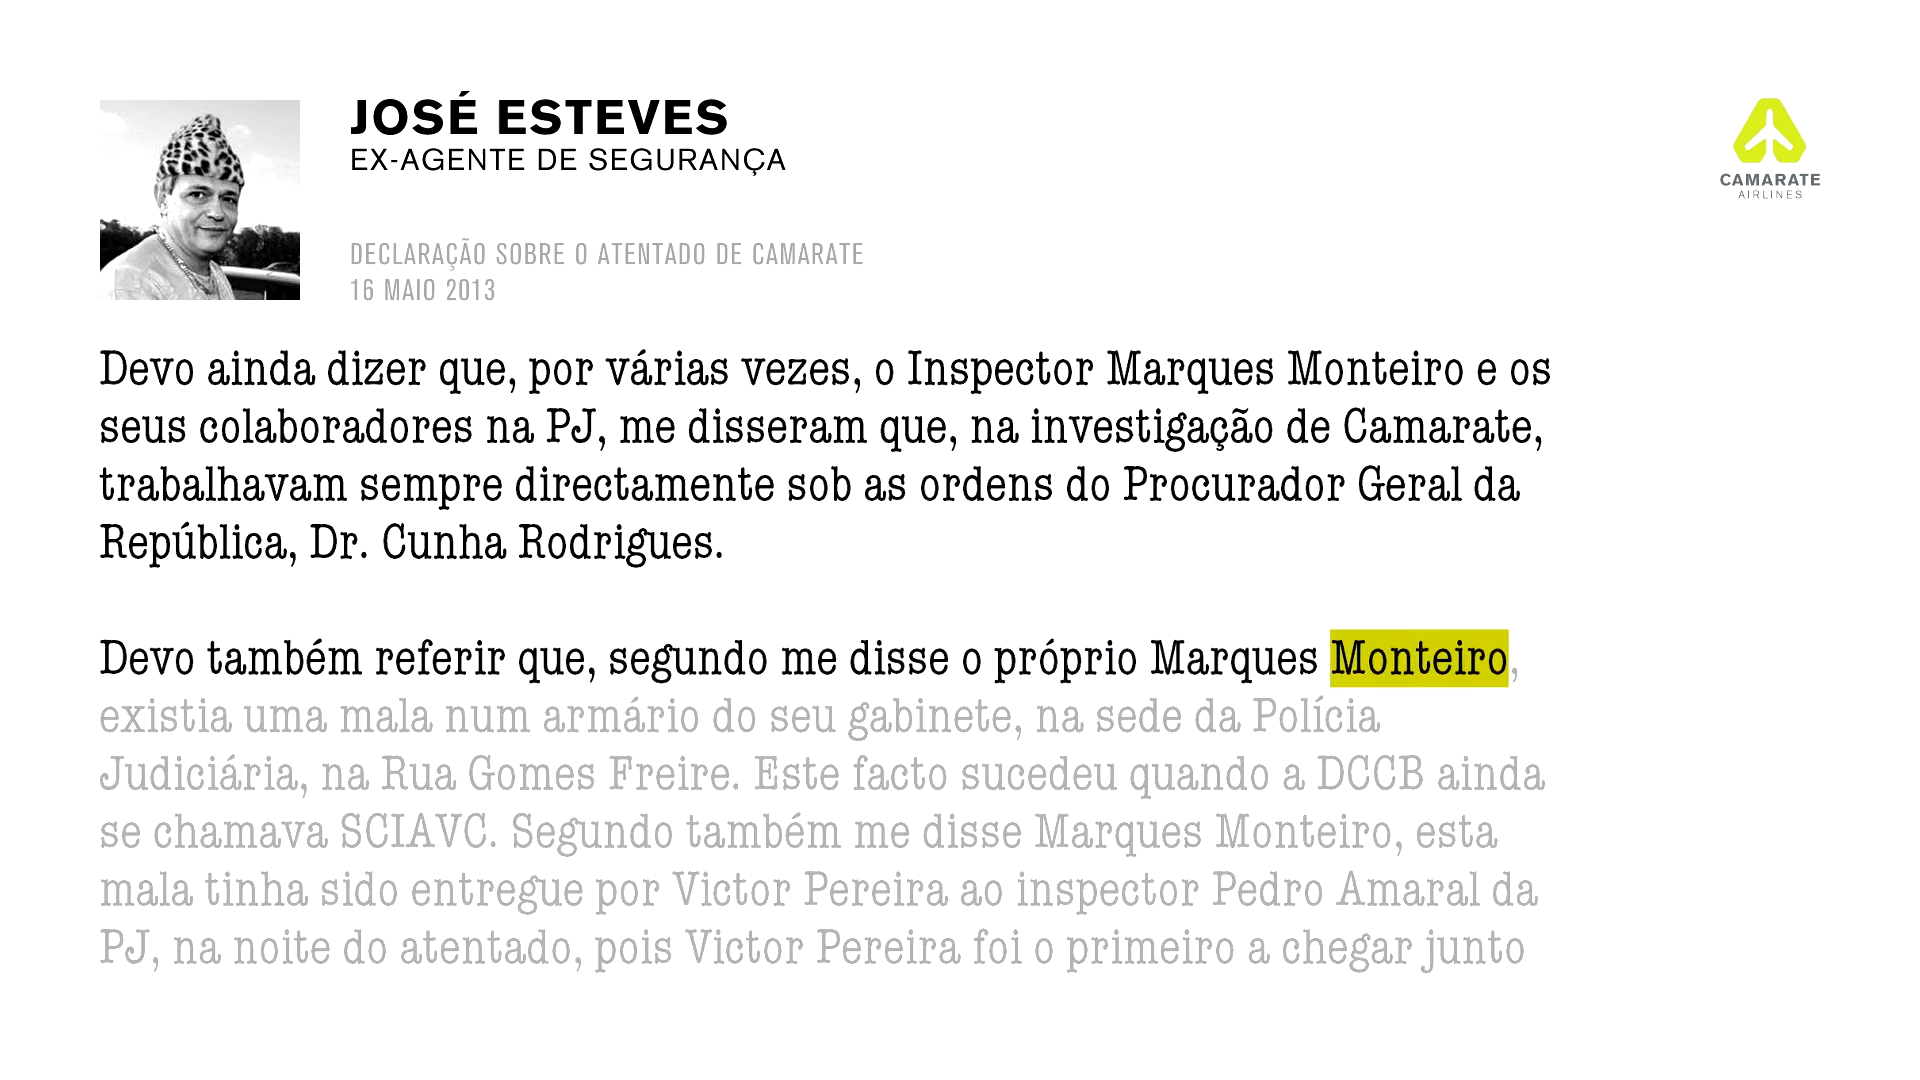 JOSÉ ESTEVES
EX-AGENTE DE SEGURANÇA
CAMARATE
AIRLINES
DECLARAÇÃO SOBRE O ATENTADO DE CAMARATE
16 MAIO 2013
Devo ainda dizer que, por várias vezes, o Inspector Marques Monteiro e os
seus colaboradores na PJ, me disseram que, na investigação de Camarate,
trabalhavam sempre directamente sob as ordens do Procurador Geral da
República, Dr. Cunha Rodrigues.
Devo também referir que, segundo me disse o próprio Marques Monteiro,
existia uma mala num armário do seu gabinete, na sede da Polícia
Judiciária, na Rua Gomes Freire. Este facto sucedeu quando a DCCB ainda
se chamava SCIAVC. Segundo também me disse Marques Monteiro, esta
mala tinha sido entregue por Victor Pereira ao inspector Pedro Amaral da
PJ, na noite do atentado, pois Victor Pereira foi o primeiro a chegar junto